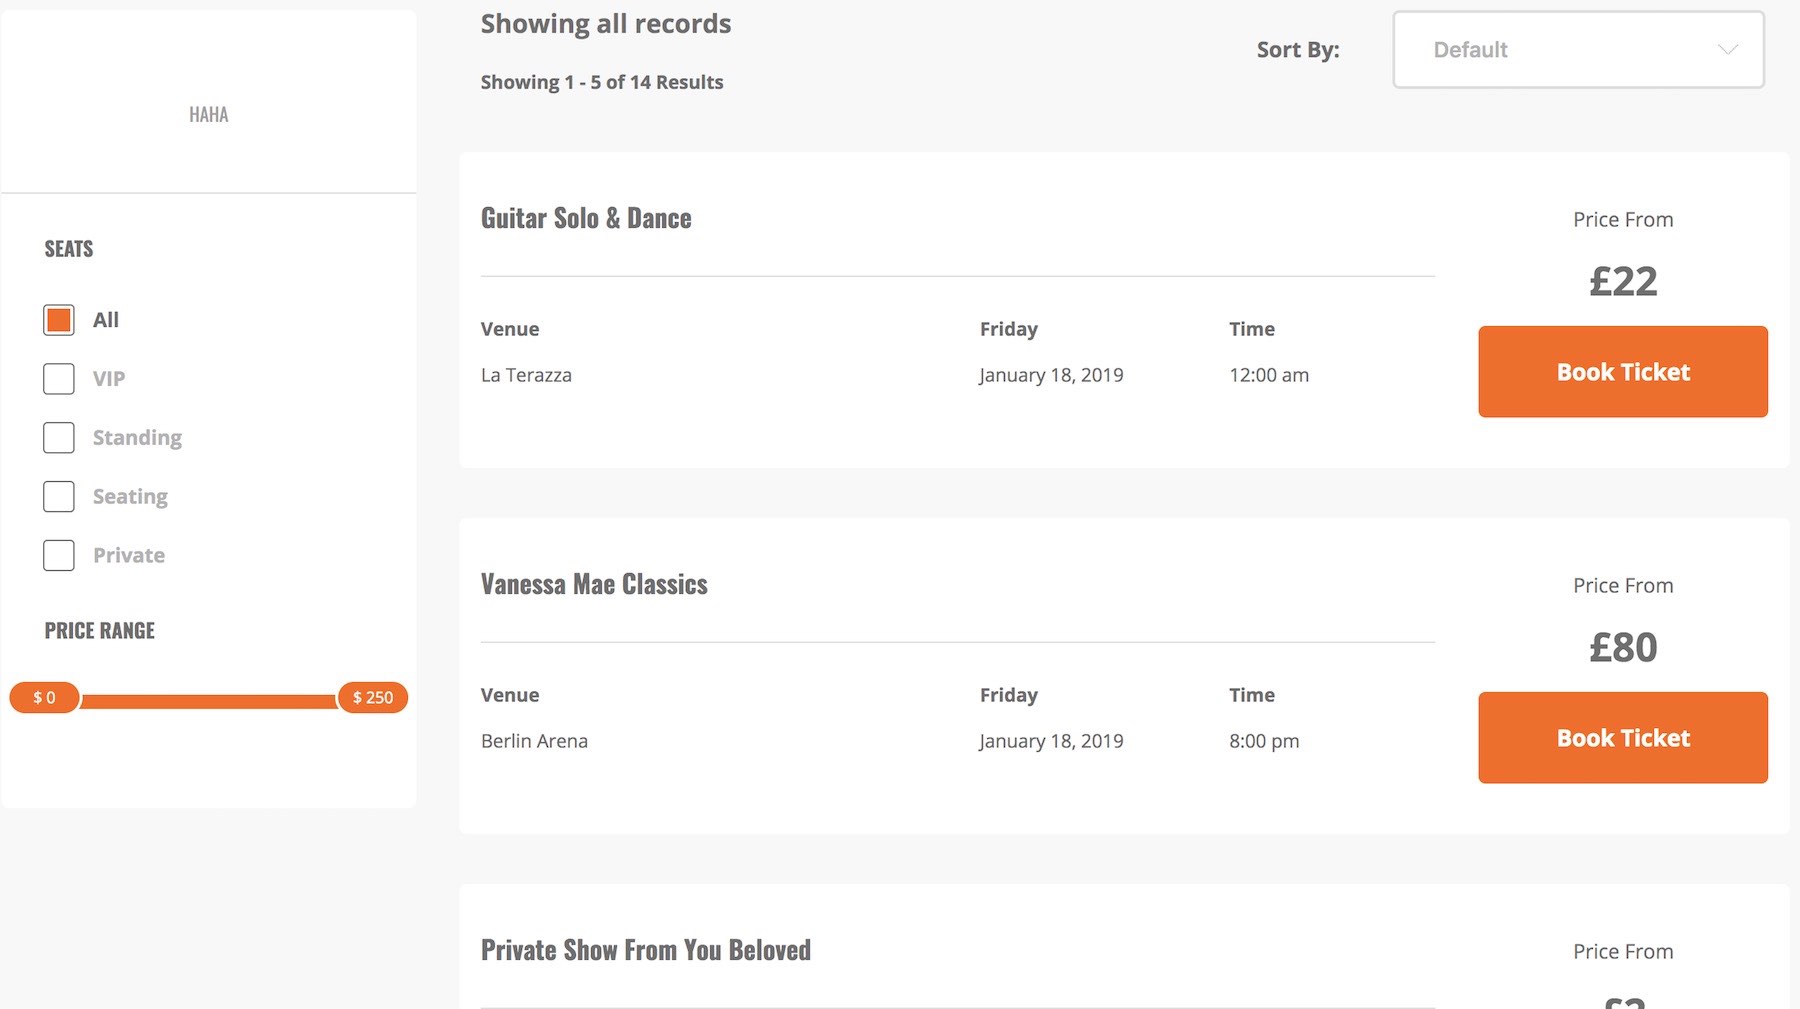 HAHA
SEATS
All
VIP
Standing
Seating
Private
PRICE RANGE
$ 0
$ 250
Showing all records
Showing 1 - 5 of 14 Results
Sort By:
Default
Guitar Solo & Dance
Venue
Friday
Time
La Terazza
January 18, 2019
12:00 am
Price From
£22
Book Ticket
Vanessa Mae Classics
Venue
Friday
Time
Berlin Arena
January 18, 2019
8:00 pm
Price From
£80
Book Ticket
Private Show From You Beloved
Price From